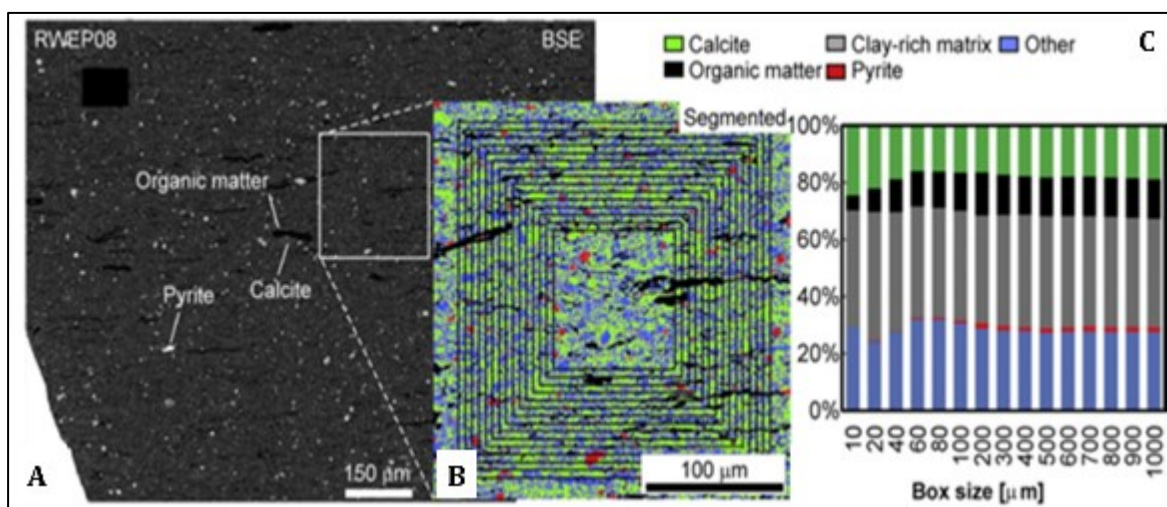 RWEP08
BSE
Organic matter
Calcite
Pyrite
150 μm
A
Segmented
100 μm
B
Calcite
Clay-rich matrix
Other
Organic matter
Pyrite
C
100%
80%
60%
40%
20%
0%
10
20
40
60
80
100
200
300
400
500
600
700
800
900
1000
Box size [μm]